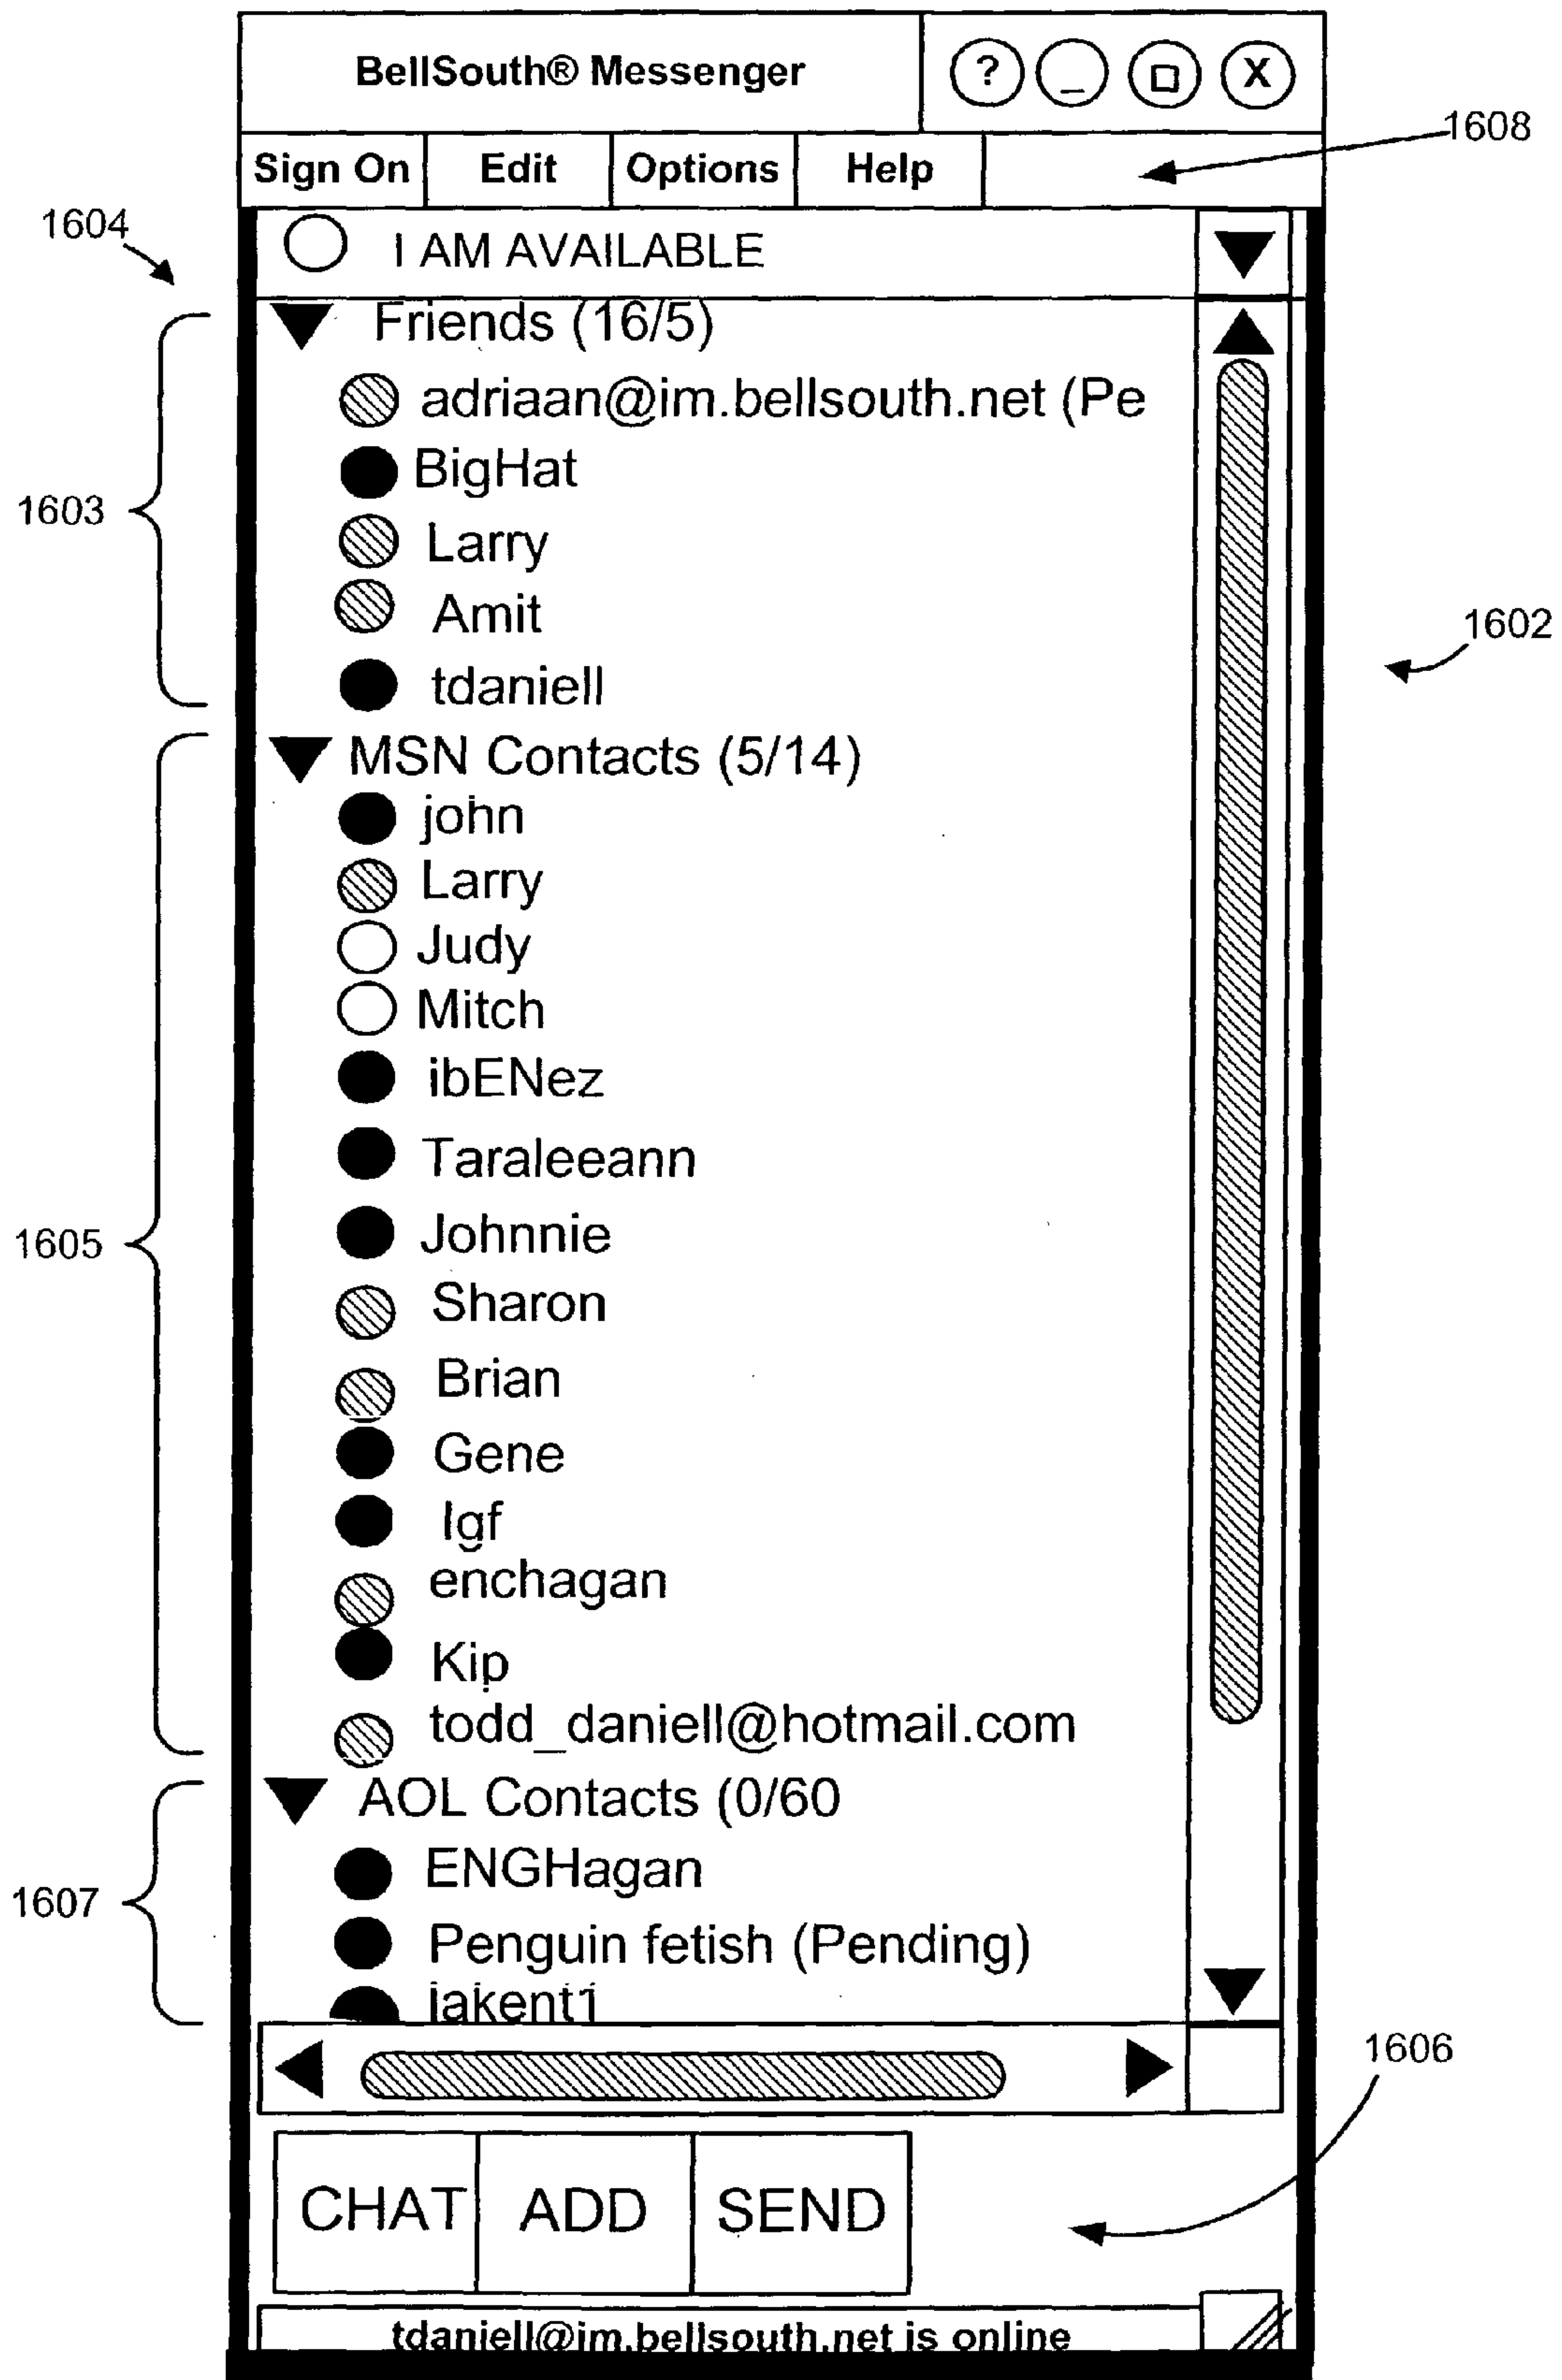 BellSouth® Messenger
? _ X
1608
Sign On Edit Options Help
1604
I AM AVAILABLE
Friends (16/5)
adriaan@im.bellsouth.net (Pe
BigHat
1603
Larry
Amit
1602
tdaniell
MSN Contacts (5/14)
john
Larry
Judy
Mitch
ibENez
Taraleeann
1605
Johnnie
Sharon
Brian
Gene
Igf
enchagan
Kip
todd_daniell@hotmail.com
AOL Contacts (0/60
ENGHagan
1607
Penguin fetish (Pending)
jakent1
1606
CHAT ADD SEND
tdaniell@im.bellsouth.net is online